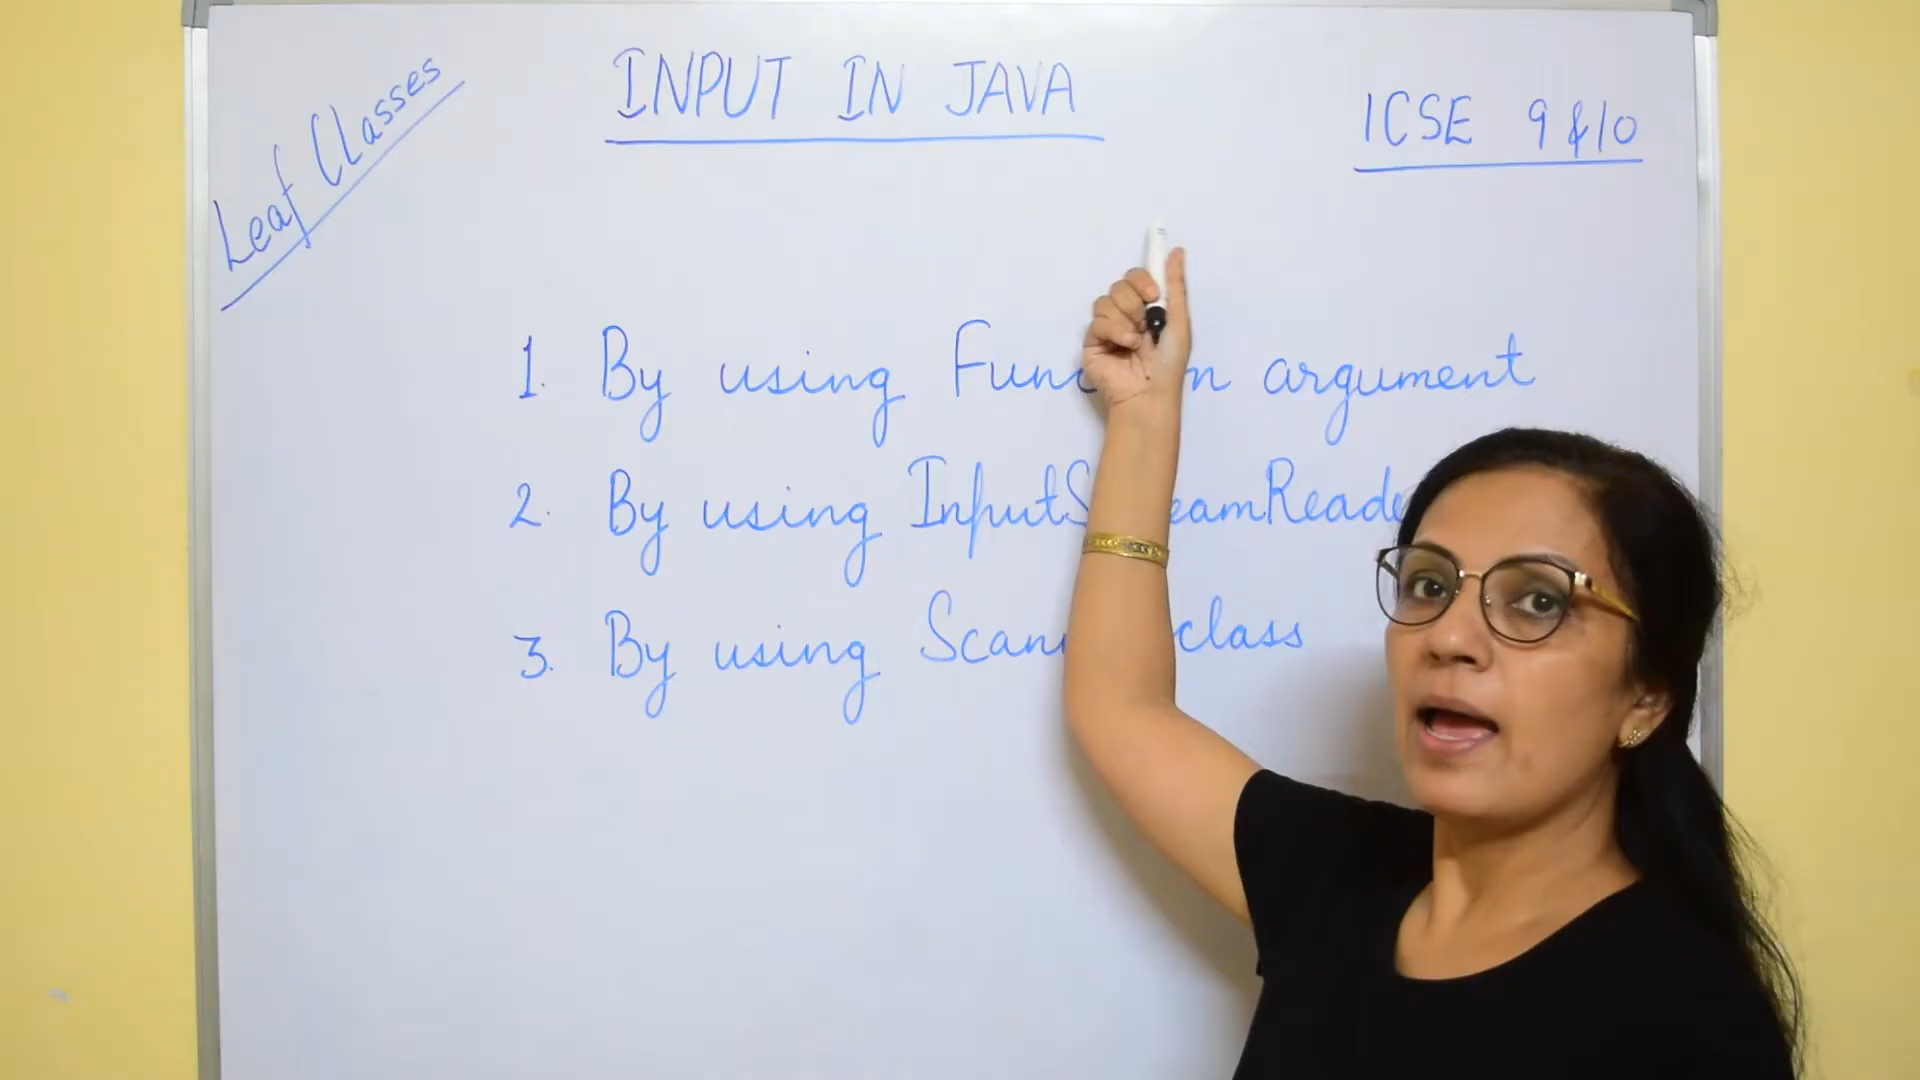 Leaf Classes
INPUT IN JAVA
ICSE 9 & 10
1. By using argument
2. By using
3. By using class